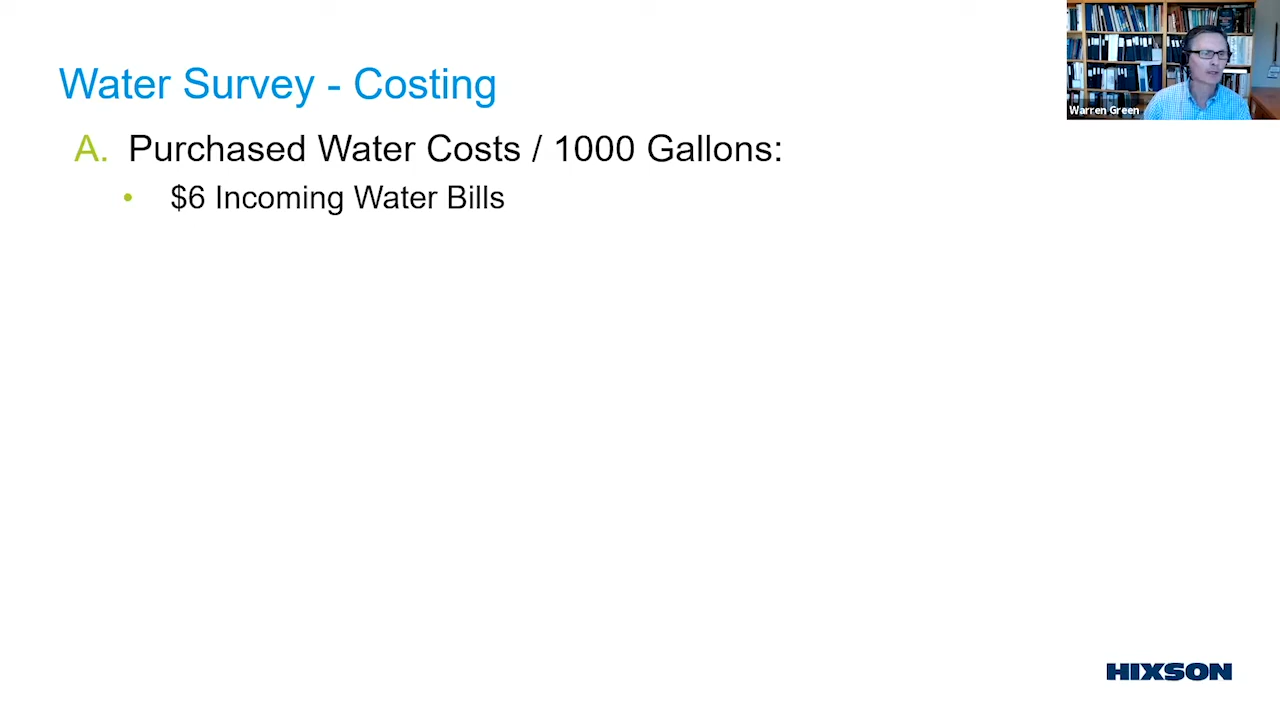 Water Survey - Costing
A. Purchased Water Costs / 1000 Gallons:
• $6 Incoming Water Bills
Warren Green
HIXSON